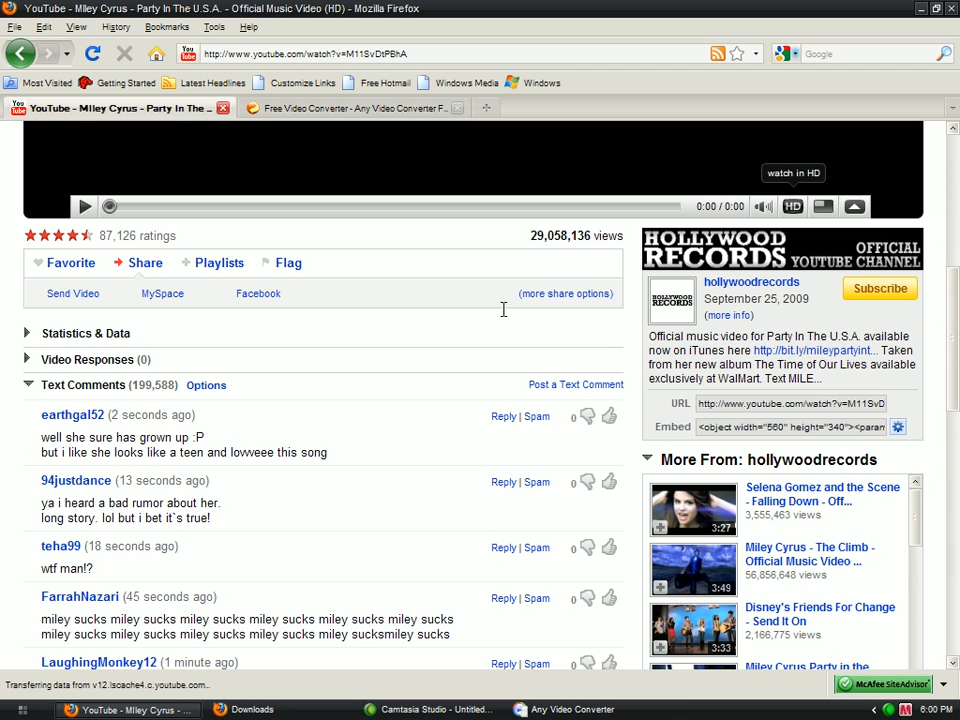 YouTube - MIley Cyrus - Party In The U.S.A. - Official Music Video (HD) - Mozilla Firefox
File Edit View History Bookmarks Tools Help
You Tube http://www.youtube.com/watch?v=M11SvDtPBhA Google
Most Visited Getting Started Latest Headlines Customize Links Free Hotmail Windows Media Windows
You Tube YouTube - MIley Cyrus - Party In The ... Free Video Converter - Any Video Converter F...
watch in HD
0:00 / 0:00 HD
87,126 ratings 29,058,136 views
Favorite Share Playlists Flag
Send Video MySpace Facebook (more share options)
Statistics & Data
Video Responses (0)
Text Comments (199,588) Options Post a Text Comment
earthgal52 (2 seconds ago) Reply | Spam 0
well she sure has grown up :P
but i like she looks like a teen and lovweee this song
94justdance (13 seconds ago) Reply | Spam 0
ya i heard a bad rumor about her.
long story. lol but i bet it`s true!
teha99 (18 seconds ago) Reply | Spam 0
wtf man!?
FarrahNazari (45 seconds ago) Reply | Spam 0
miley sucks miley sucks miley sucks miley sucks miley sucks miley sucks
miley sucks miley sucks miley sucks miley sucks miley sucksmiley sucks
LaughingMonkey12 (1 minute ago) Reply | Spam 0
HOLLYWOOD
RECORDS
OFFICIAL
YOUTUBE CHANNEL
HOLLYWOOD
RECORDS
hollywoodrecords
September 25, 2009
(more info)
Subscribe
Official music video for Party In The U.S.A. available
now on iTunes here http://bit.ly/mileypartyint... Taken
from her new album The Time of Our Lives available
exclusively at WalMart. Text MILE...
URL http://www.youtube.com/watch?v=M11SvD
Embed <object width="560" height="340"><param
More From: hollywoodrecords
3:27
Selena Gomez and the Scene
- Falling Down - Off...
3,555,463 views
3:49
Miley Cyrus - The Climb -
Official Music Video ...
56,856,648 views
3:33
Disney's Friends For Change
- Send It On
2,166,775 views
Miley Cyrus Party in the
Transferring data from v12.lscache4.c.youtube.com...
McAfee SiteAdvisor
YouTube - MIley Cyrus - ... Downloads Camtasia Studio - Untitled... Any Video Converter 6:00 PM